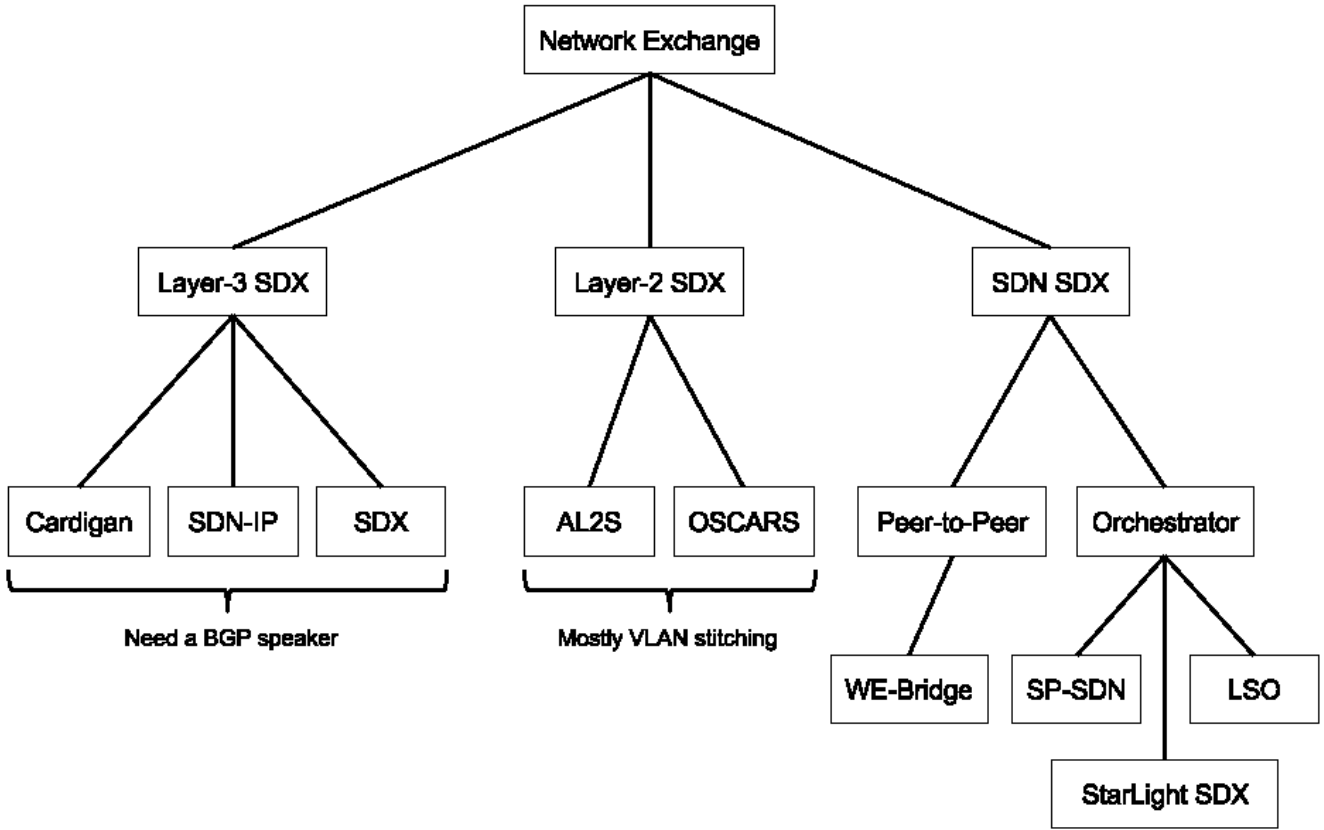 Network Exchange
Layer-3 SDX
Layer-2 SDX
SDN SDX
Cardigan
SDN-IP
SDX
AL2S
OSCARS
Peer-to-Peer
Orchestrator
Need a BGP speaker
Mostly VLAN stitching
WE-Bridge
SP-SDN
LSO
StarLight SDX